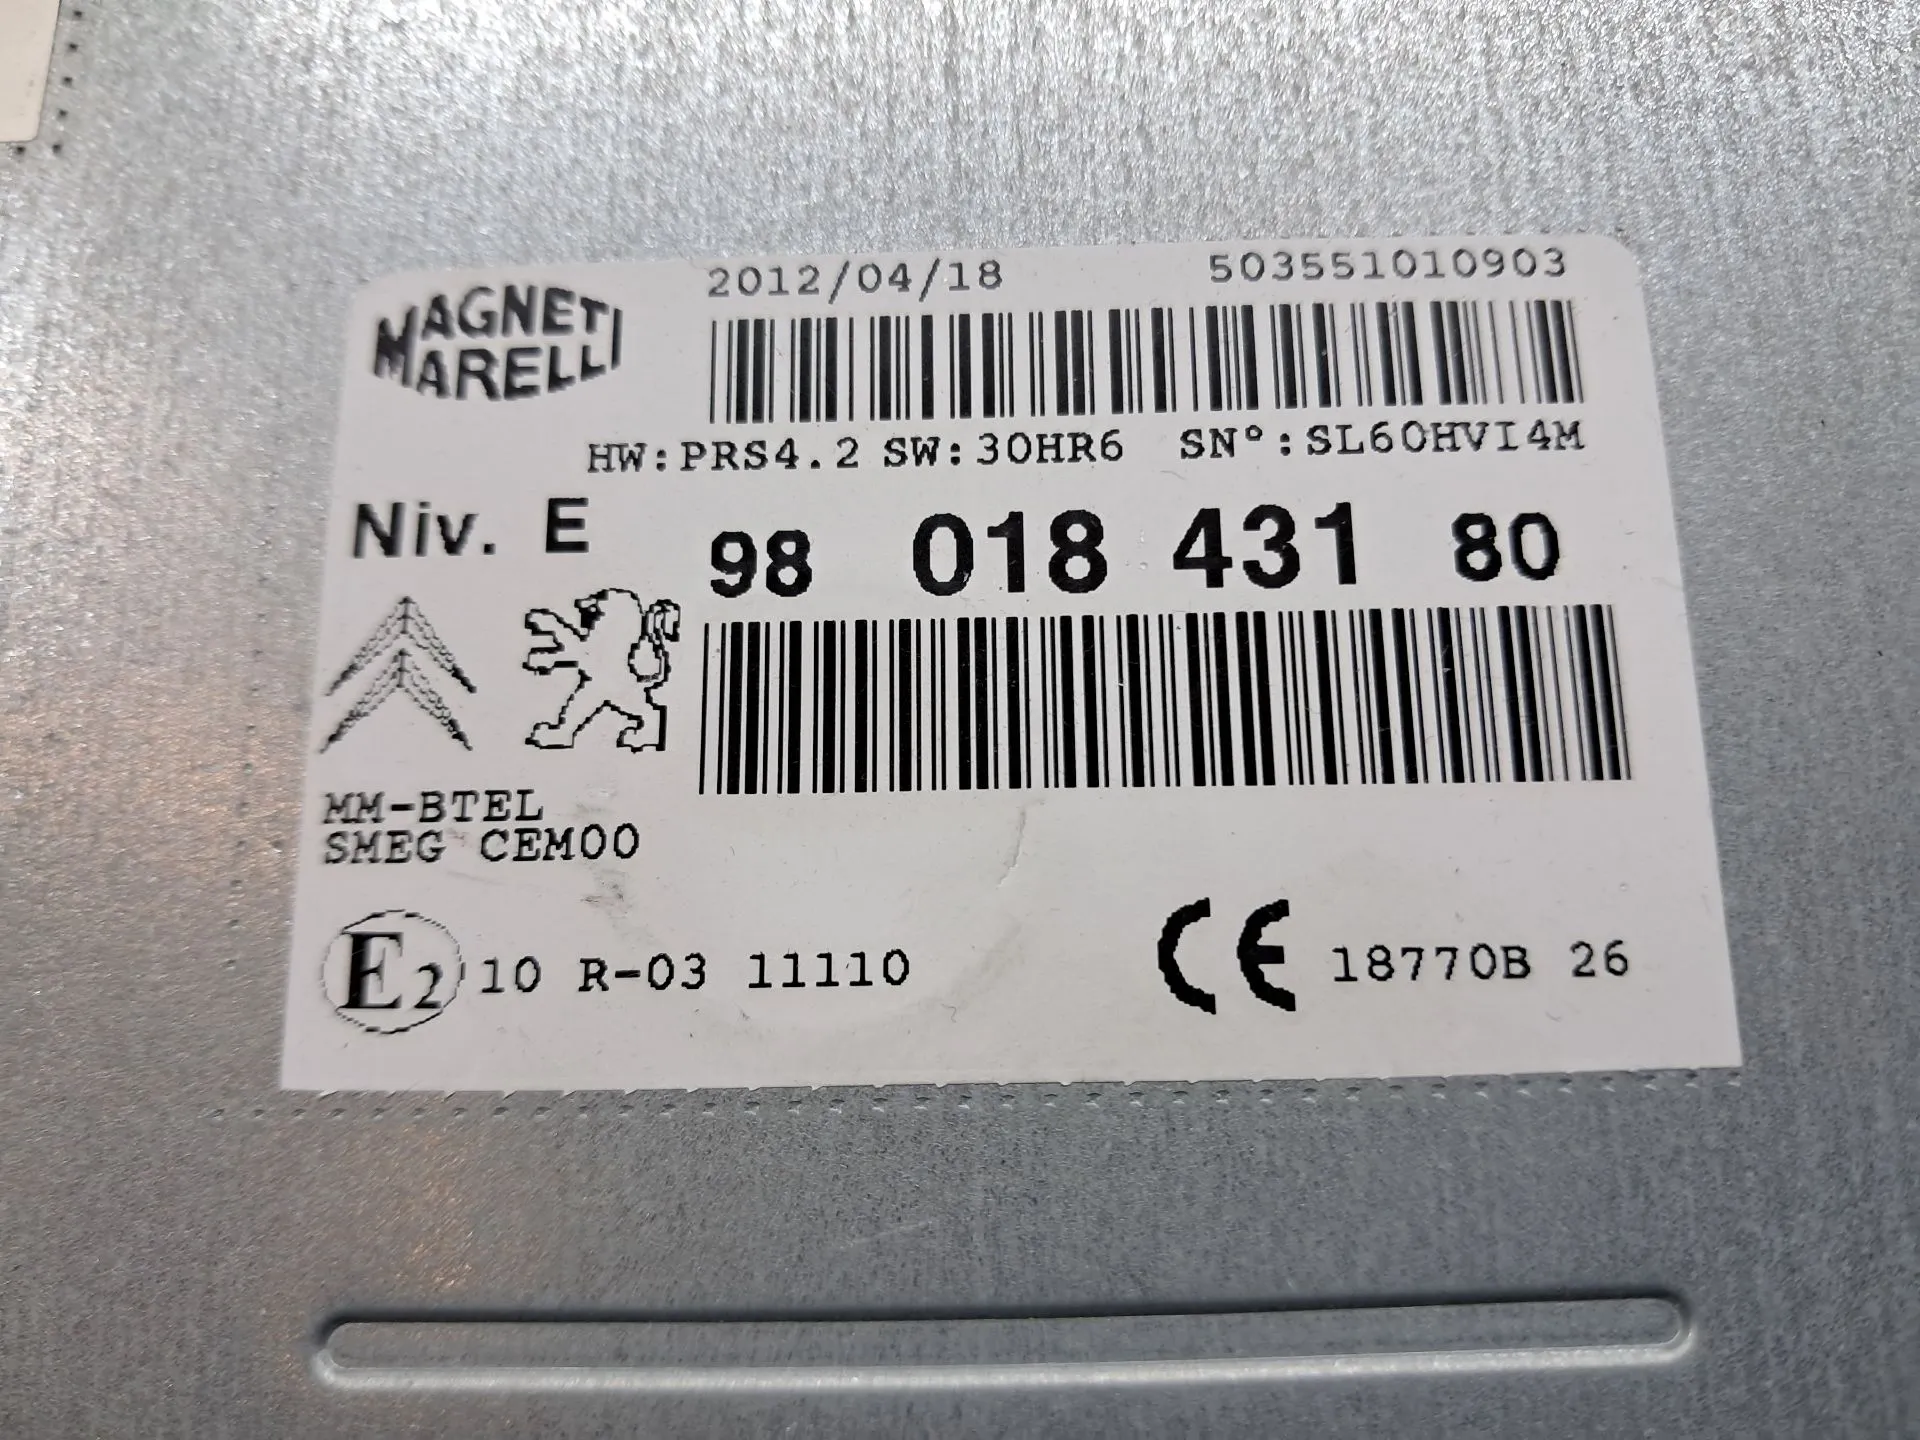 MAGNETI
MARELLI
2012/04/18 503551010903
HW:PRS4.2 SW:30HR6 SN°:SL60HVI4M
Niv. E 98 018 431 80
MM-BTEL
SMEG CEM00
E2 10 R-03 11110 CE 18770B 26